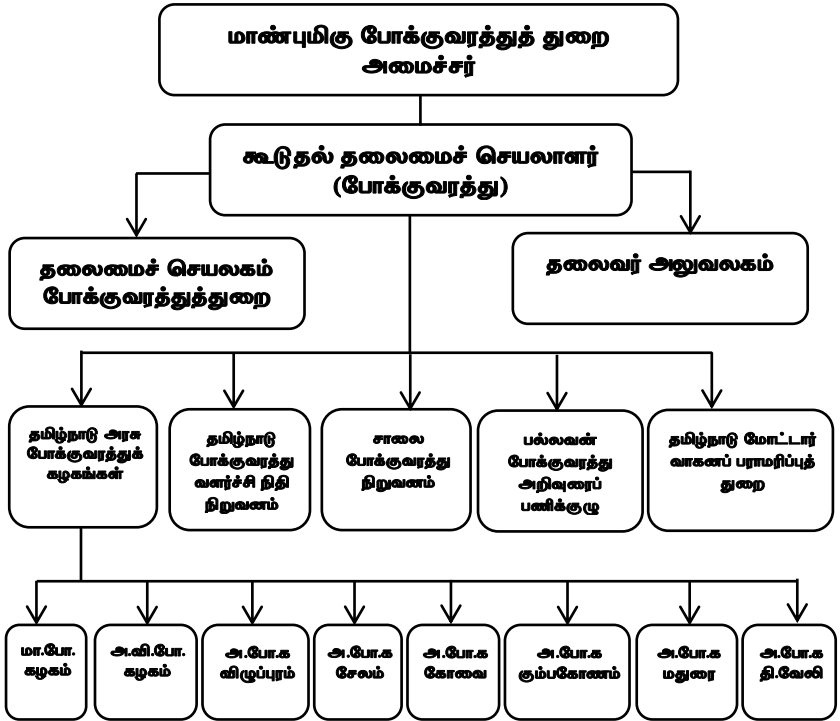 மாண்புமிகு போக்குவரத்துத் துறை
அமைச்சர்
கூடுதல் தலைமைச் செயலாளர்
(போக்குவரத்து)
தலைமைச் செயலகம்
போக்குவரத்துத்துறை
தலைவர் அலுவலகம்
தமிழ்நாடு அரசு
போக்குவரத்துக்
கழகங்கள்
தமிழ்நாடு
போக்குவரத்து
வளர்ச்சி நிதி
நிறுவனம்
சாலை
போக்குவரத்து
நிறுவனம்
பல்லவன்
போக்குவரத்து
அறிவுரைப்
பணிக்குழு
தமிழ்நாடு மோட்டார்
வாகனப் பராமரிப்புத்
துறை
மா.போ.
கழகம்
அ.வி.போ.
கழகம்
அ.போ.க
விழுப்புரம்
அ.போ.க
சேலம்
அ.போ.க
கோவை
அ.போ.க
கும்பகோணம்
அ.போ.க
மதுரை
அ.போ.க
தி.வேலி